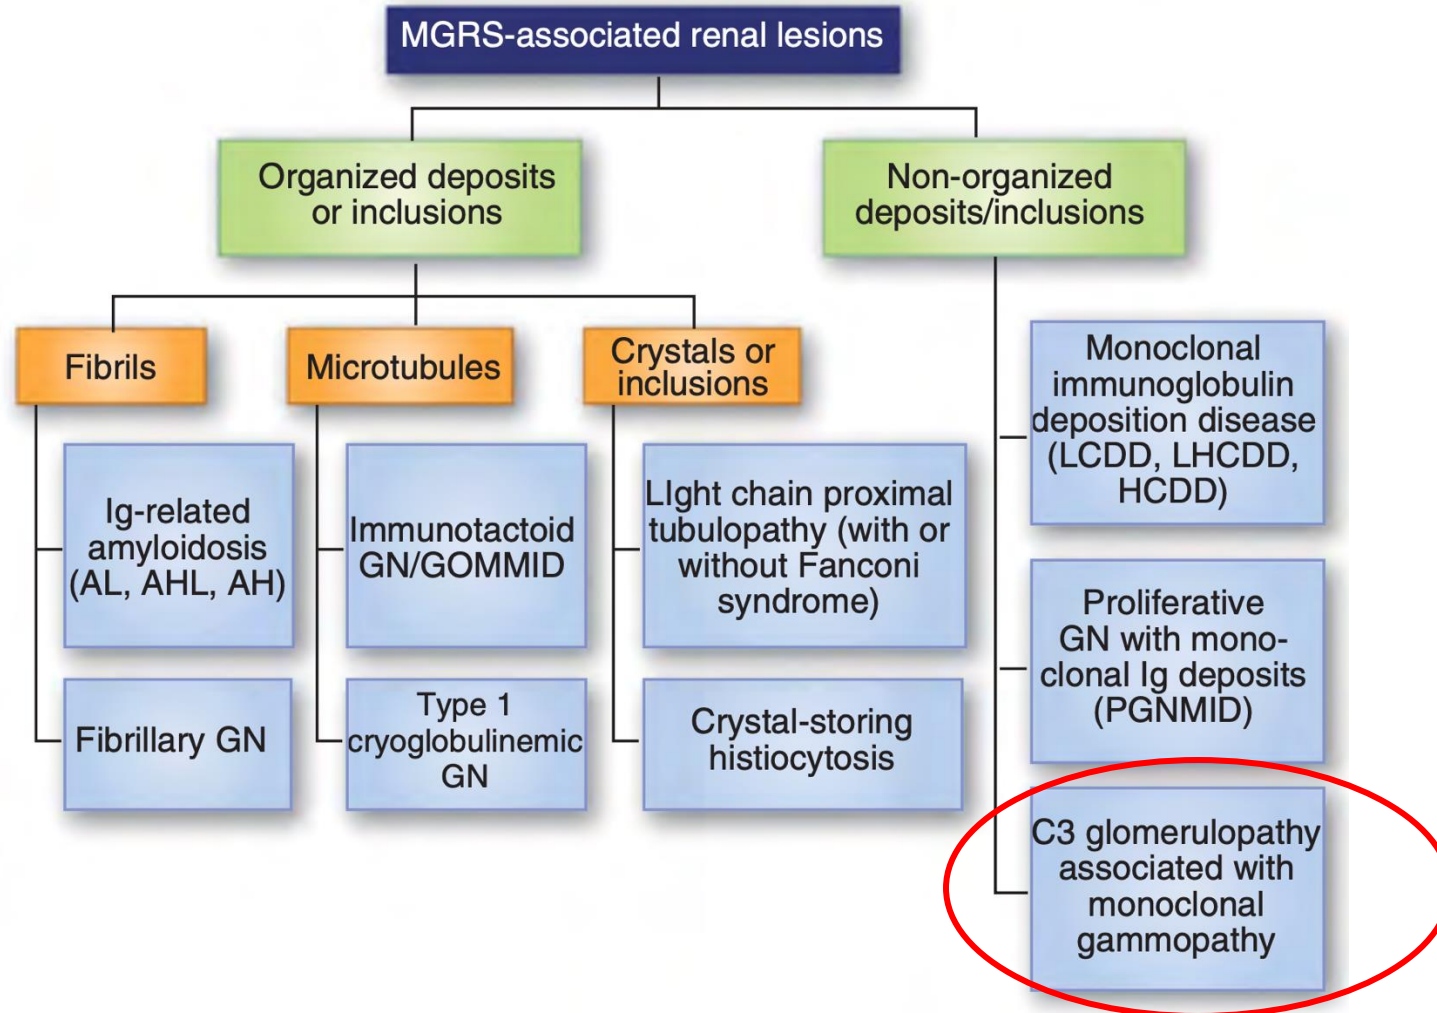 MGRS-associated renal lesions
Organized deposits
or inclusions
Non-organized
deposits/inclusions
Fibrils
Microtubules
Crystals or
inclusions
Ig-related
amyloidosis
(AL, AHL, AH)
Fibrillary GN
Immunotactoid
GN/GOMMID
Type 1
cryoglobulinemic
GN
LIght chain proximal
tubulopathy (with or
without Fanconi
syndrome)
Crystal-storing
histiocytosis
Monoclonal
immunoglobulin
deposition disease
(LCDD, LHCDD,
HCDD)
Proliferative
GN with mono-
clonal Ig deposits
(PGNMID)
C3 glomerulopathy
associated with
monoclonal
gammopathy